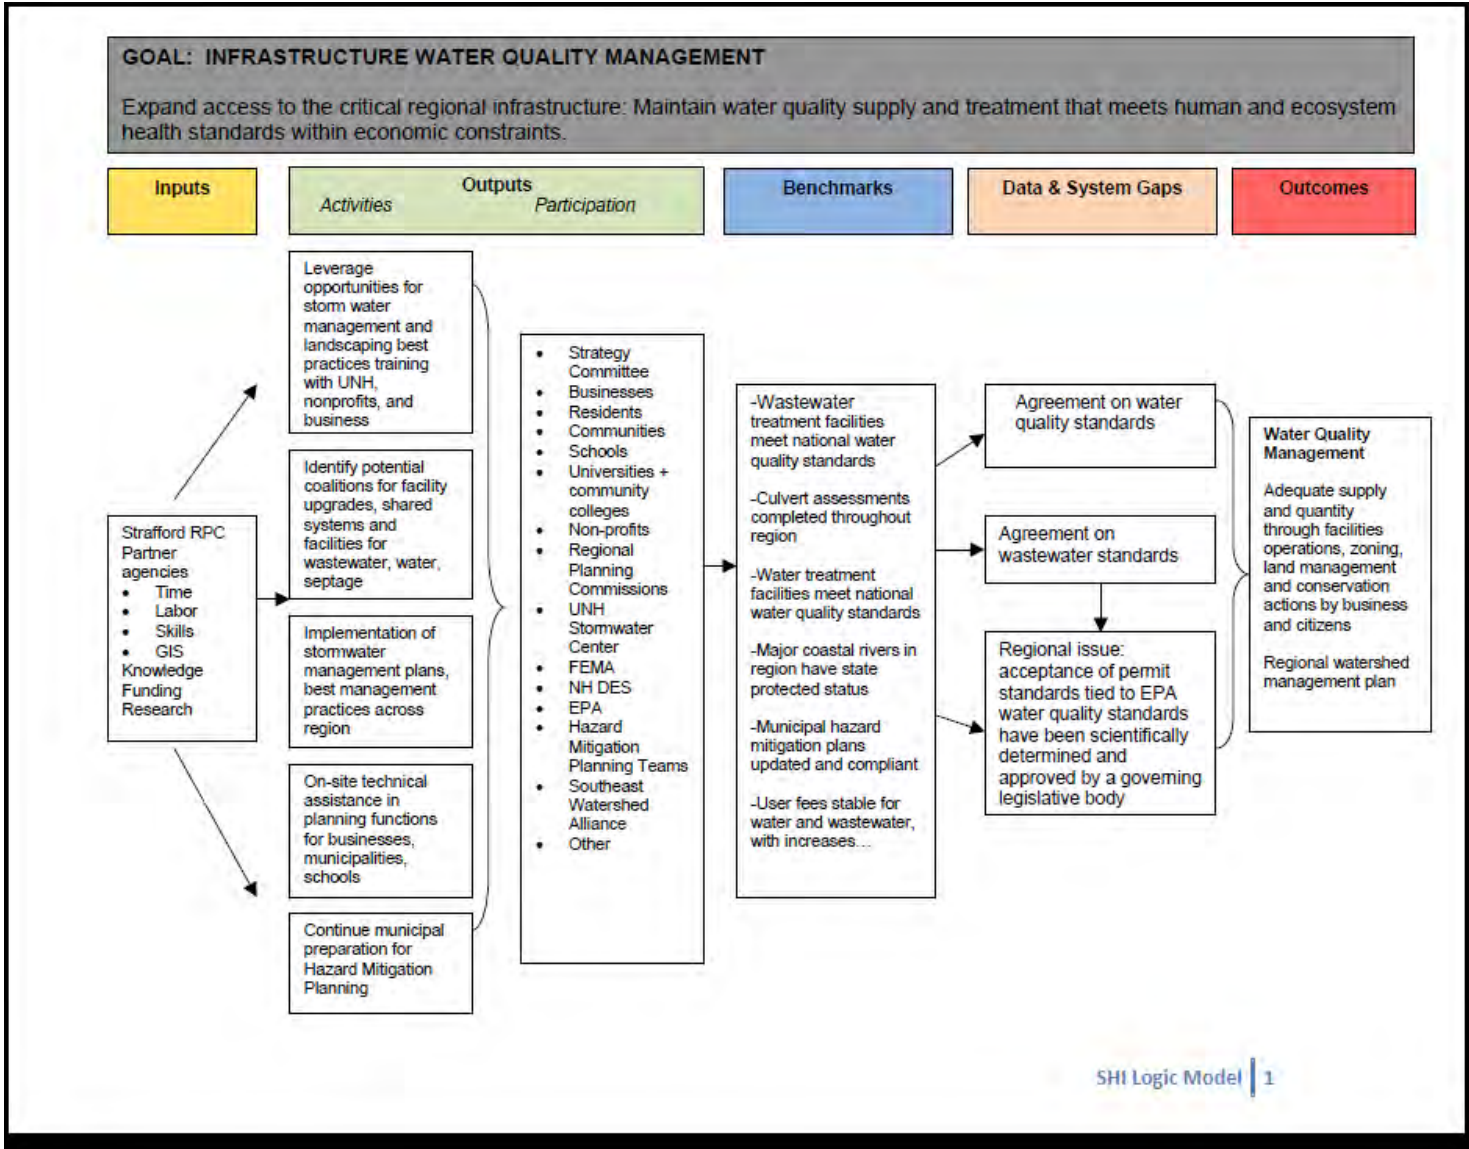 GOAL: INFRASTRUCTURE WATER QUALITY MANAGEMENT
Expand access to the critical regional infrastructure: Maintain water quality supply and treatment that meets human and ecosystem
health standards within economic constraints.
Inputs
Outputs
Activities
Participation
Benchmarks
Data & System Gaps
Outcomes
Strafford RPC
Partner
agencies
• Time
• Labor
• Skills
• GIS
Knowledge
Funding
Research
Leverage
opportunities for
storm water
management and
landscaping best
practices training
with UNH,
nonprofits, and
business
Identify potential
coalitions for facility
upgrades, shared
systems and
facilities for
wastewater, water,
septage
Implementation of
stormwater
management plans,
best management
practices across
region
On-site technical
assistance in
planning functions
for businesses,
municipalities,
schools
Continue municipal
preparation for
Hazard Mitigation
Planning
• Strategy
Committee
• Businesses
• Residents
• Communities
• Schools
• Universities +
community
colleges
• Non-profits
• Regional
Planning
Commissions
• UNH
Stormwater
Center
• FEMA
• NH DES
• EPA
• Hazard
Mitigation
Planning Teams
• Southeast
Watershed
Alliance
• Other
-Wastewater
treatment facilities
meet national water
quality standards
-Culvert assessments
completed throughout
region
-Water treatment
facilities meet national
water quality standards
-Major coastal rivers in
region have state
protected status
-Municipal hazard
mitigation plans
updated and compliant
-User fees stable for
water and wastewater,
with increases…
Agreement on water
quality standards
Agreement on
wastewater standards
Regional issue:
acceptance of permit
standards tied to EPA
water quality standards
have been scientifically
determined and
approved by a governing
legislative body
Water Quality
Management
Adequate supply
and quantity
through facilities
operations, zoning,
land management
and conservation
actions by business
and citizens
Regional watershed
management plan
SHI Logic Model 1